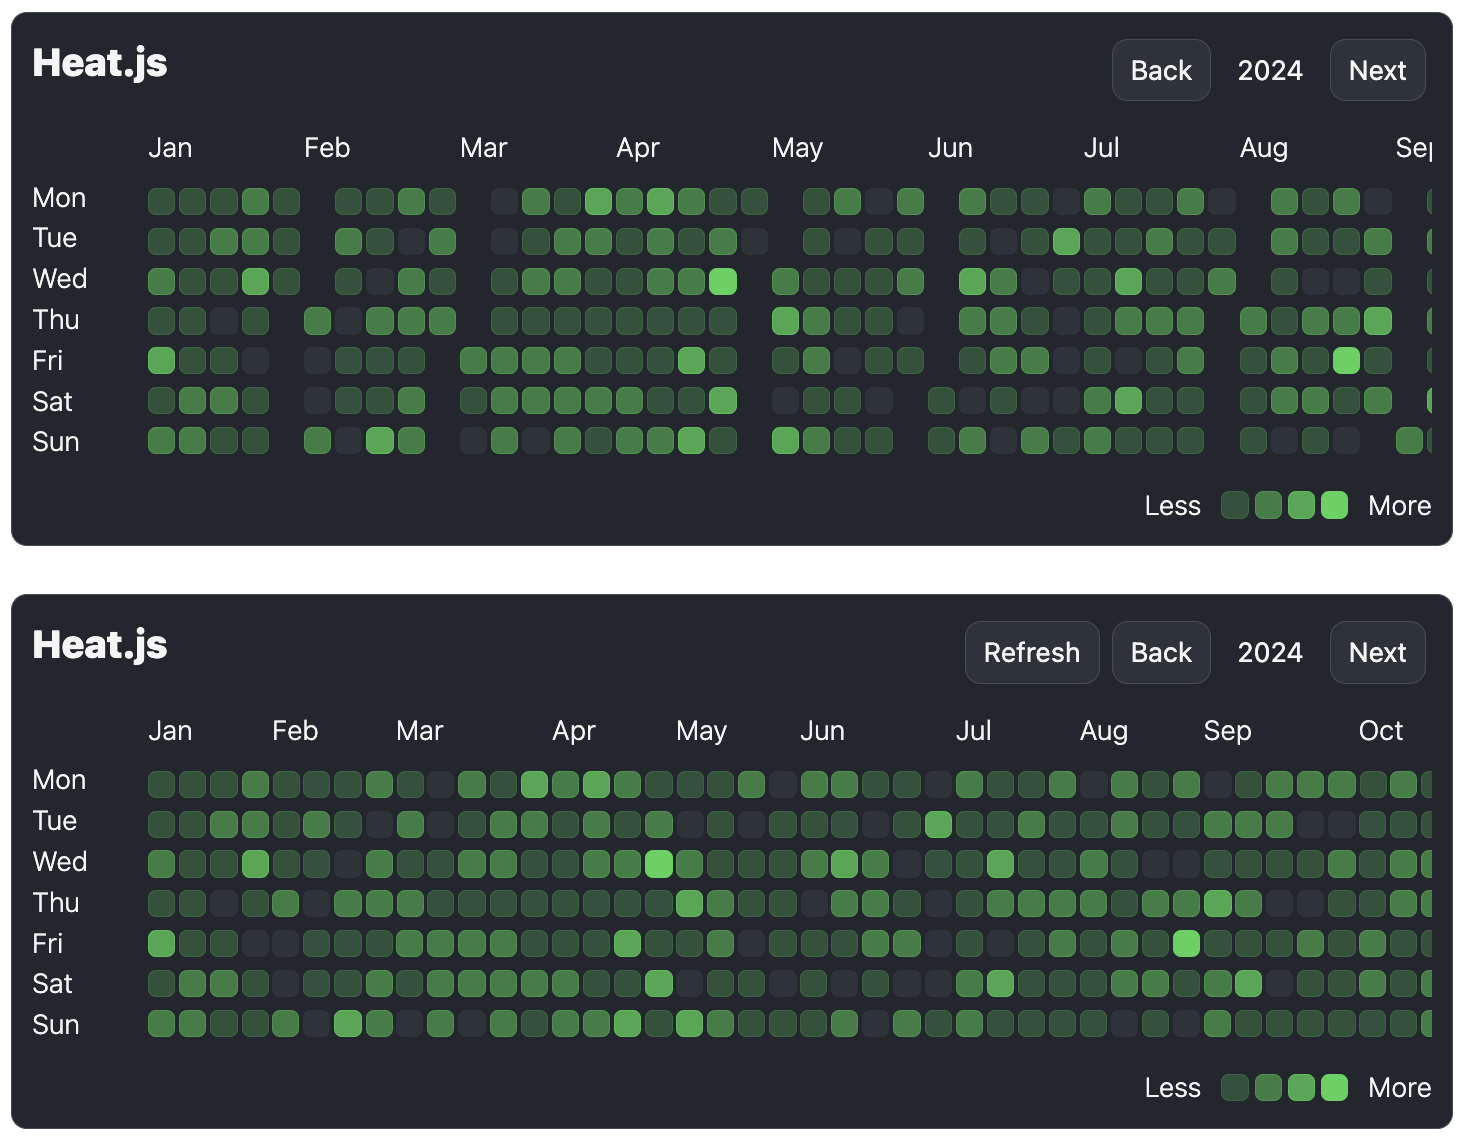 Heat.js
Back 2024 Next
Jan Feb Mar Apr May Jun Jul Aug Sep
Mon
Tue
Wed
Thu
Fri
Sat
Sun
Less More
Heat.js
Refresh Back 2024 Next
Jan Feb Mar Apr May Jun Jul Aug Sep Oct
Mon
Tue
Wed
Thu
Fri
Sat
Sun
Less More